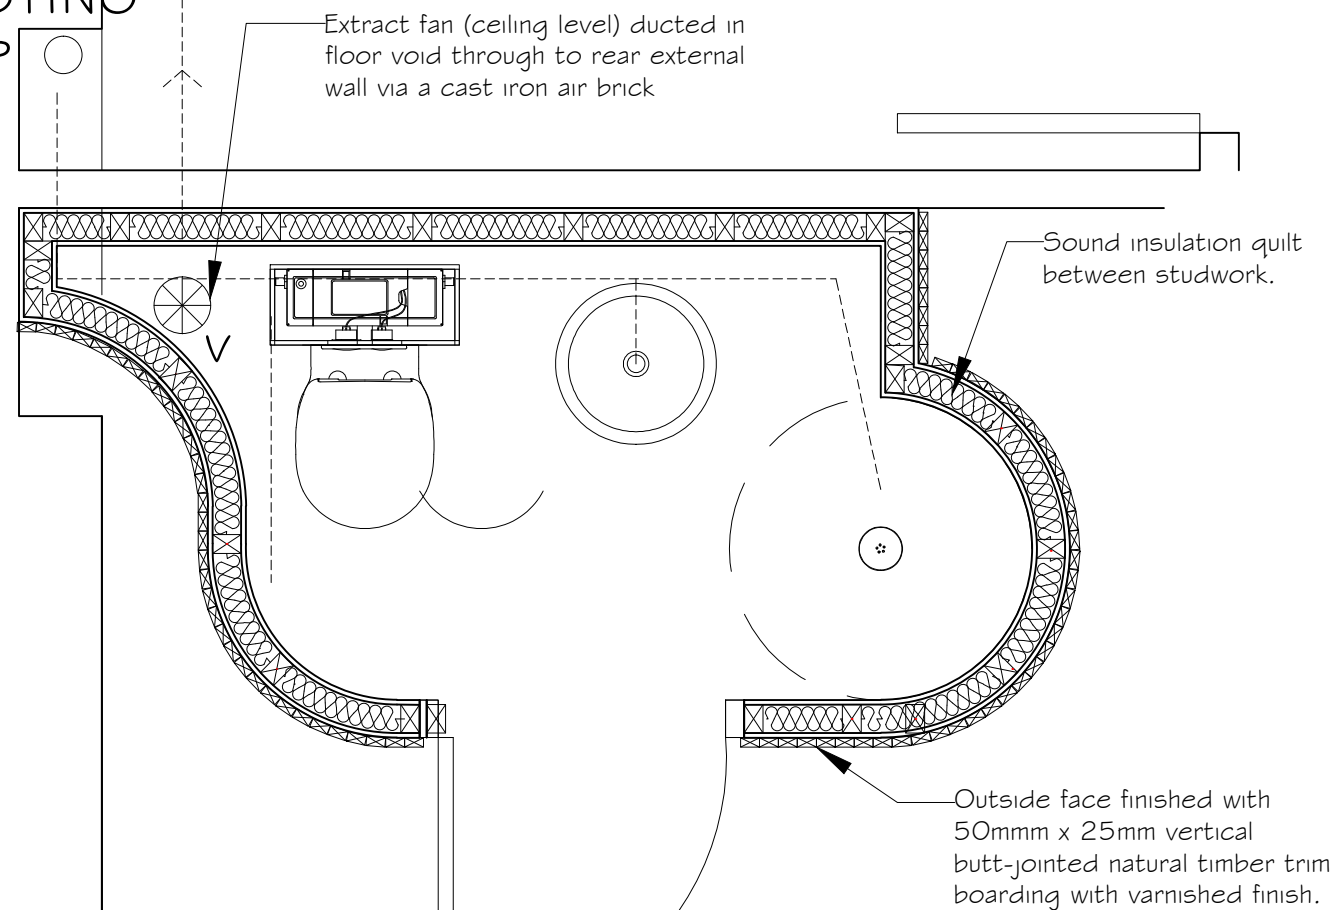 Extract fan (ceiling level) ducted in
floor void through to rear external
wall via a cast iron air brick
V
Sound insulation quilt
between studwork.
Outside face finished with
50mmm x 25mm vertical
butt-jointed natural timber trim
boarding with varnished finish.